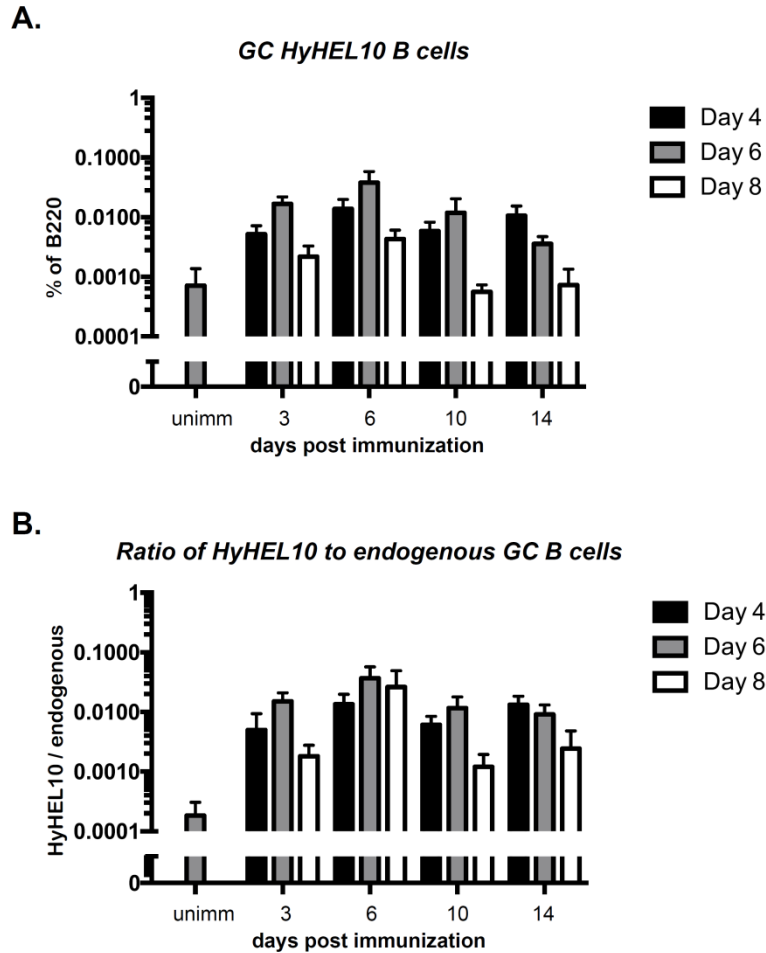 A.
GC HyHEL10 B cells
1
0.1000
0.0100
0.0010
0.0001
0
% of B220
unimm 3 6 10 14
days post immunization
Day 4
Day 6
Day 8
B.
Ratio of HyHEL10 to endogenous GC B cells
1
0.1000
0.0100
0.0010
0.0001
0
HyHEL10 / endogenous
unimm 3 6 10 14
days post immunization
Day 4
Day 6
Day 8